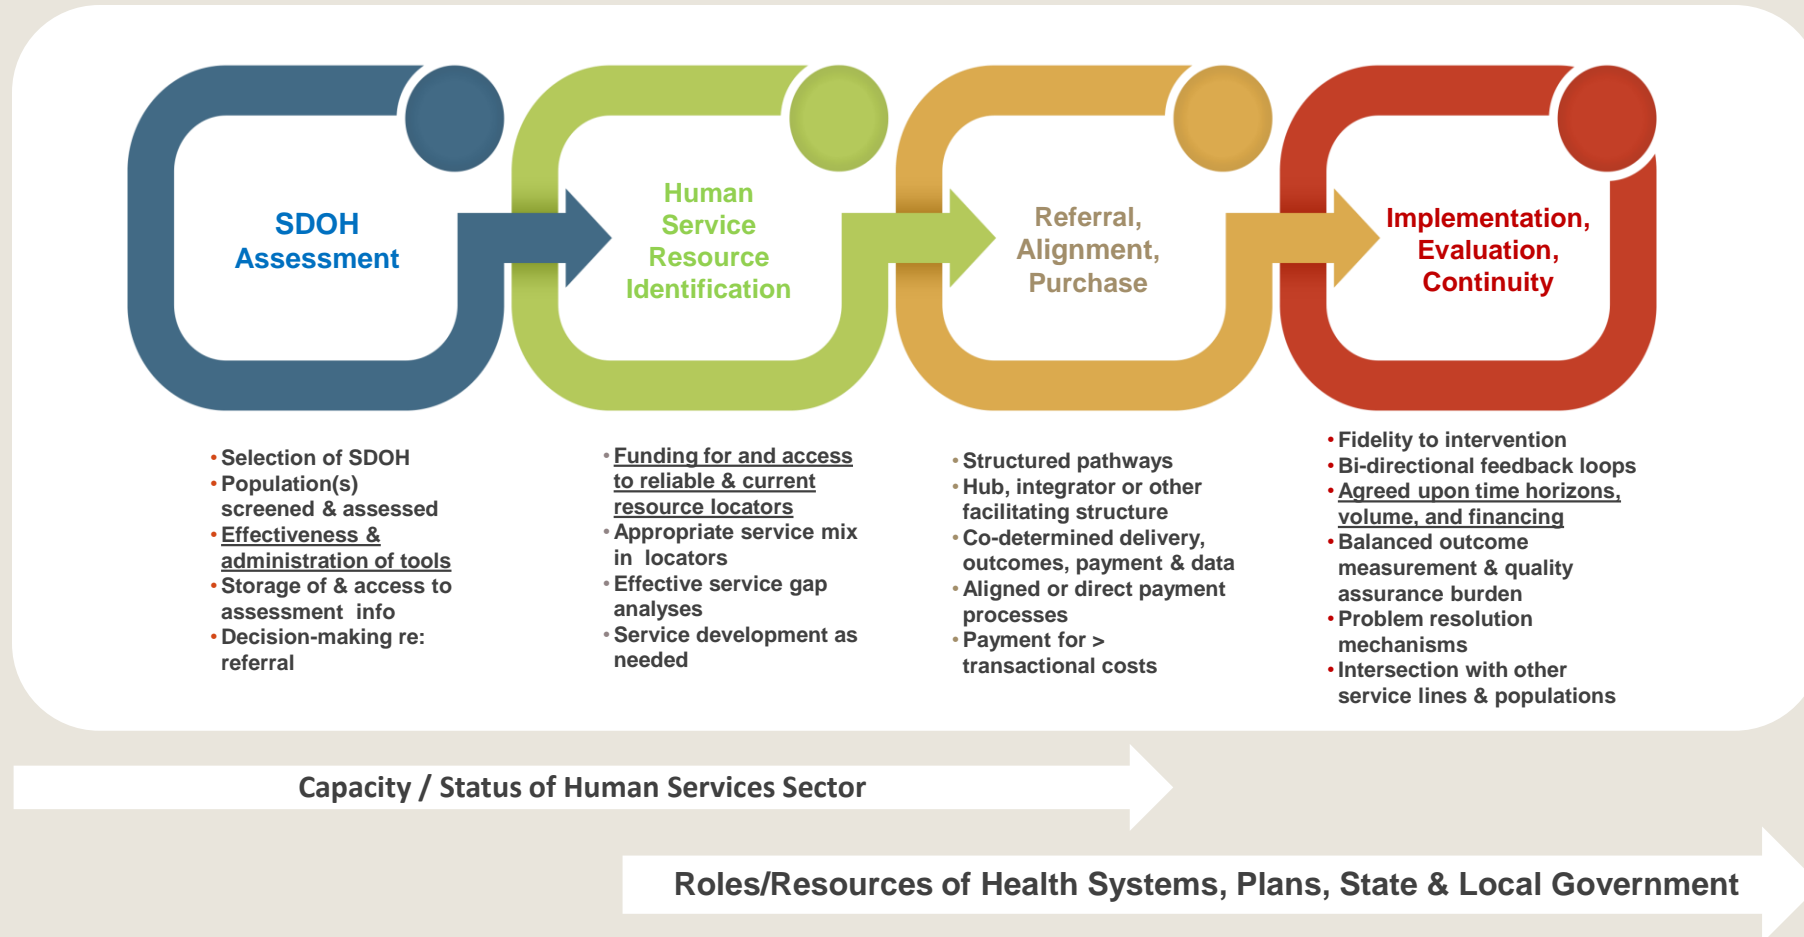 SDOH
Assessment
Human
Service
Resource
Identification
Referral,
Alignment,
Purchase
Implementation,
Evaluation,
Continuity
• Selection of SDOH
• Population(s)
screened & assessed
• Effectiveness &
administration of tools
• Storage of & access to
assessment info
• Decision-making re:
referral
• Funding for and access
to reliable & current
resource locators
• Appropriate service mix
in locators
• Effective service gap
analyses
• Service development as
needed
• Structured pathways
• Hub, integrator or other
facilitating structure
• Co-determined delivery,
outcomes, payment & data
• Aligned or direct payment
processes
• Payment for >
transactional costs
• Fidelity to intervention
• Bi-directional feedback loops
• Agreed upon time horizons,
volume, and financing
• Balanced outcome
measurement & quality
assurance burden
• Problem resolution
mechanisms
• Intersection with other
service lines & populations
Capacity / Status of Human Services Sector
Roles/Resources of Health Systems, Plans, State & Local Government